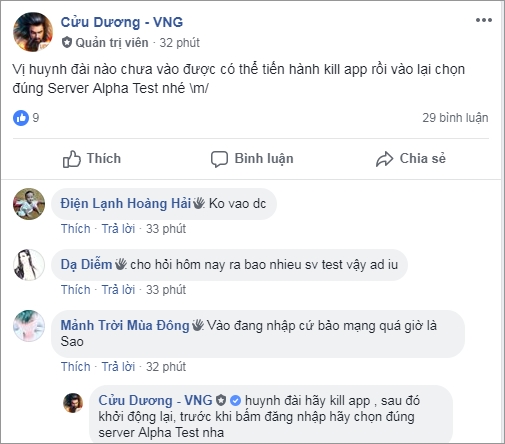 Cửu Dương - VNG
Quản trị viên · 32 phút
Vị huynh đài nào chưa vào được có thể tiến hành kill app rồi vào lại chọn
đúng Server Alpha Test nhé \m/
9
29 bình luận
Thích
Bình luận
Chia sẻ
Điện Lạnh Hoàng Hải Ko vao dc
Thích · Trả lời · 33 phút
Dạ Diễm cho hỏi hôm nay ra bao nhieu sv test vậy ad iu
Thích · Trả lời · 33 phút
Mảnh Trời Mùa Đông Vào đang nhập cứ bảo mạng quá giờ là
Sao
Thích · Trả lời · 32 phút
Cửu Dương - VNG huynh đài hãy kill app , sau đó
khởi động lại, trước khi bấm đăng nhập hãy chọn đúng
server Alpha Test nha